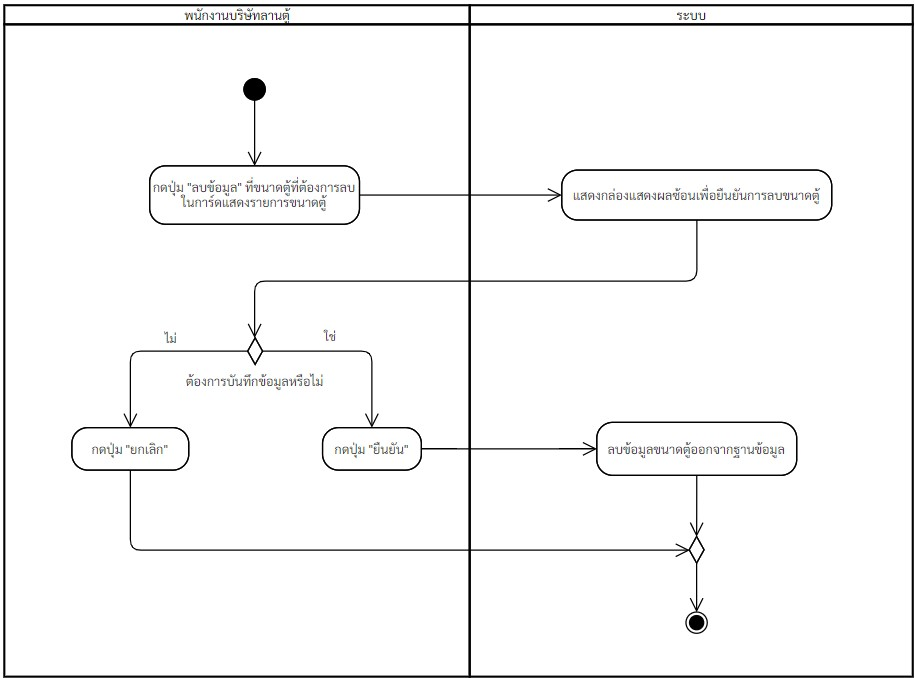 พนักงานบริษัทลานตู้
ระบบ
กดปุ่ม "ลบข้อมูล" ที่ขนาดตู้ที่ต้องการลบ
ในการ์ดแสดงรายการขนาดตู้
แสดงกล่องแสดงผลซ้อนเพื่อยืนยันการลบขนาดตู้
ไม่
ใช่
ต้องการบันทึกข้อมูลหรือไม่
กดปุ่ม "ยกเลิก"
กดปุ่ม "ยืนยัน"
ลบข้อมูลขนาดตู้ออกจากฐานข้อมูล